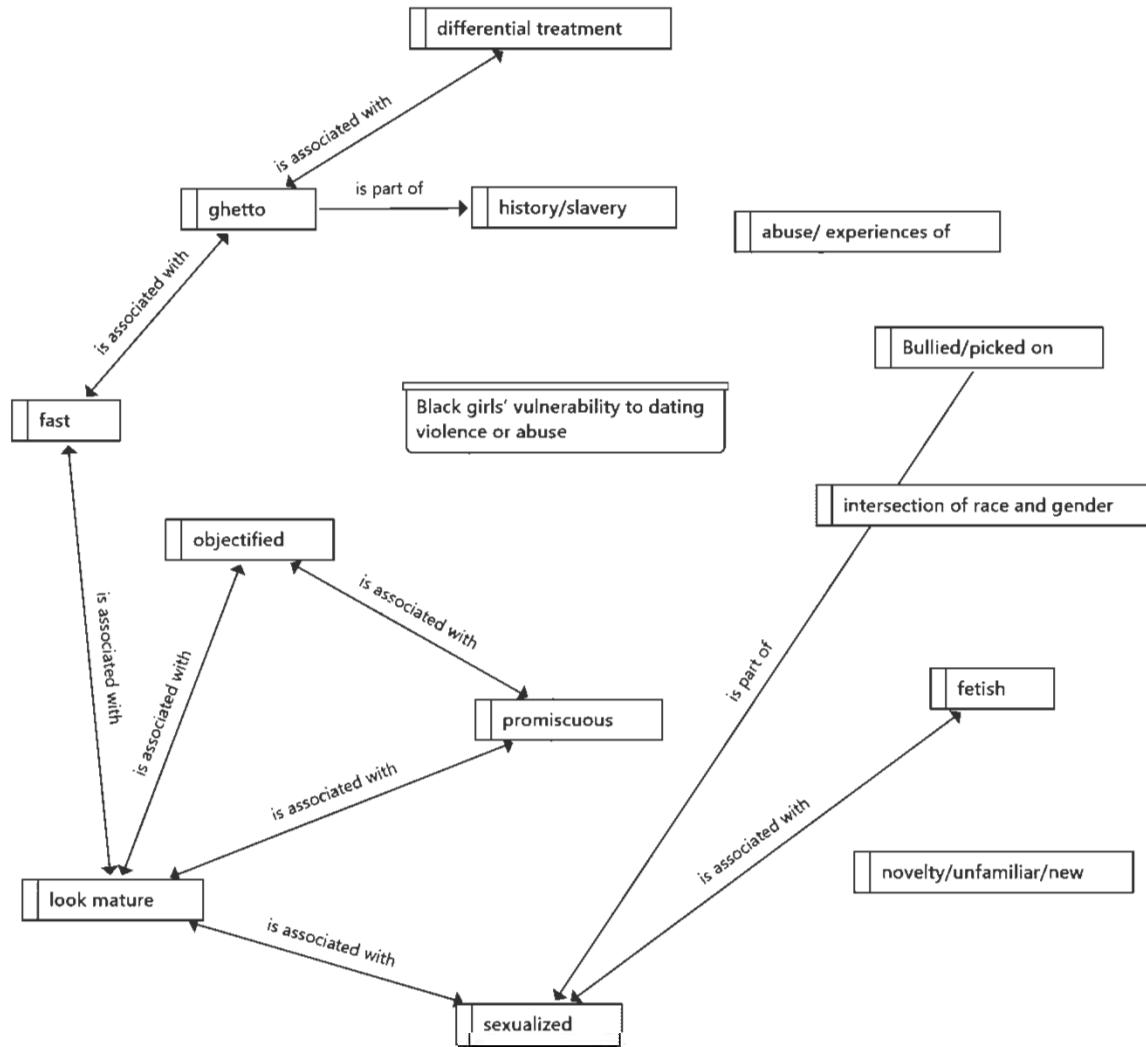 differential treatment
is associated with
is part of
ghetto
history/slavery
abuse/ experiences of
is associated with
Bullied/picked on
fast
Black girls' vulnerability to dating
violence or abuse
intersection of race and gender
objectified
is associated with
is associated with
is associated with
is part of
fetish
promiscuous
is associated with
is associated with
novelty/unfamiliar/new
look mature
is associated with
sexualized